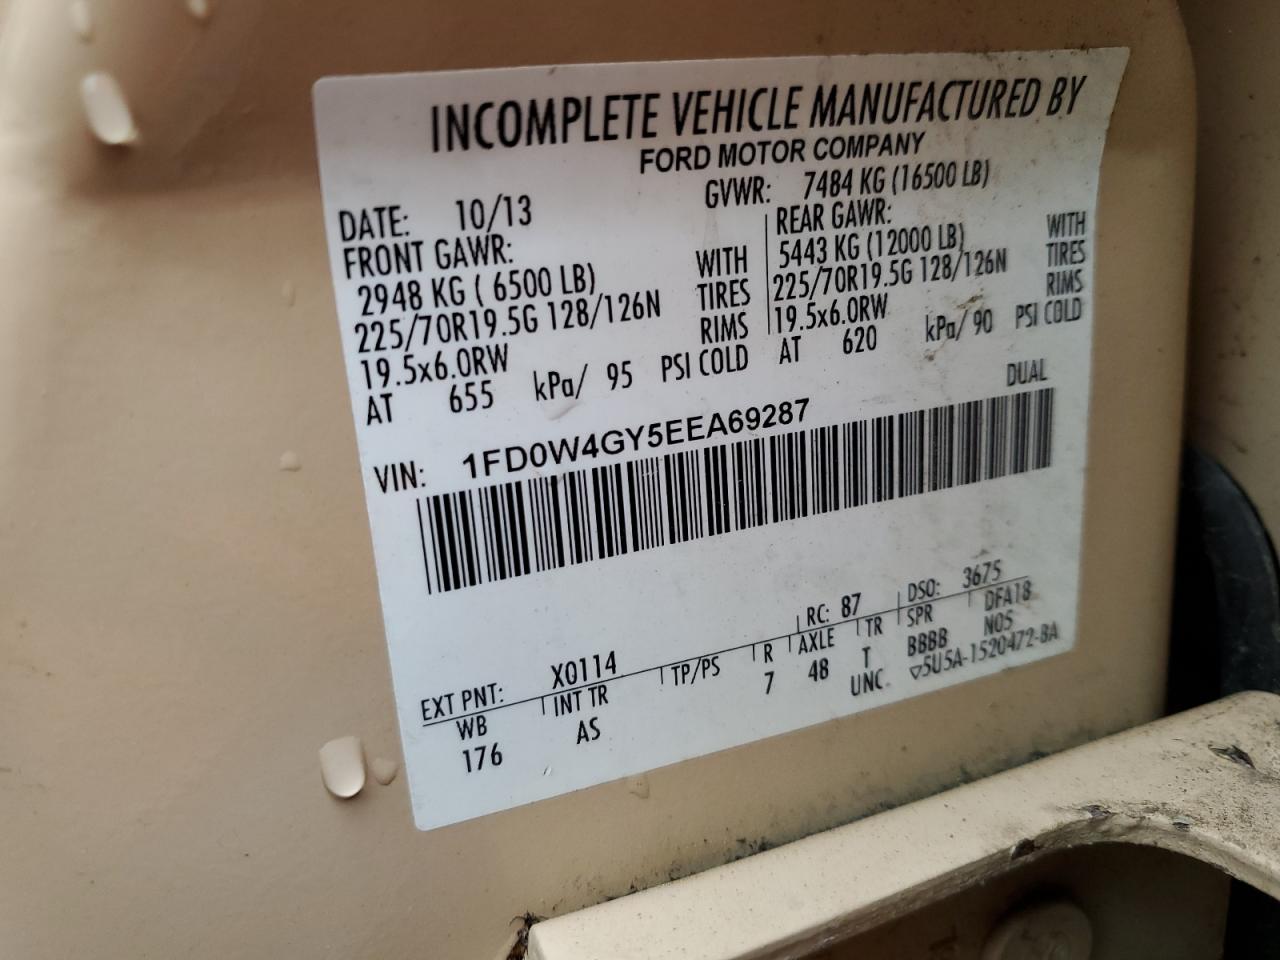 INCOMPLETE VEHICLE MANUFACTURED BY
FORD MOTOR COMPANY
DATE: 10/13 GVWR: 7484 KG (16500 LB)
FRONT GAWR: REAR GAWR:
2948 KG ( 6500 LB) WITH 5443 KG (12000 LB) WITH
225/70R19.5G 128/126N TIRES 225/70R19.5G 128/126N TIRES
19.5x6.0RW RIMS 19.5x6.0RW RIMS
AT 655 kPa/ 95 PSI COLD AT 620 kPa/ 90 PSI COLD
DUAL
VIN: 1FD0W4GY5EEA69287
EXT PNT: X0114 RC: 87 DSO: 3675
WB INT TR TP/PS R AXLE TR SPR DFA18
176 AS 7 48 T BBBB N05
UNC. ▽5U5A-1520472-BA